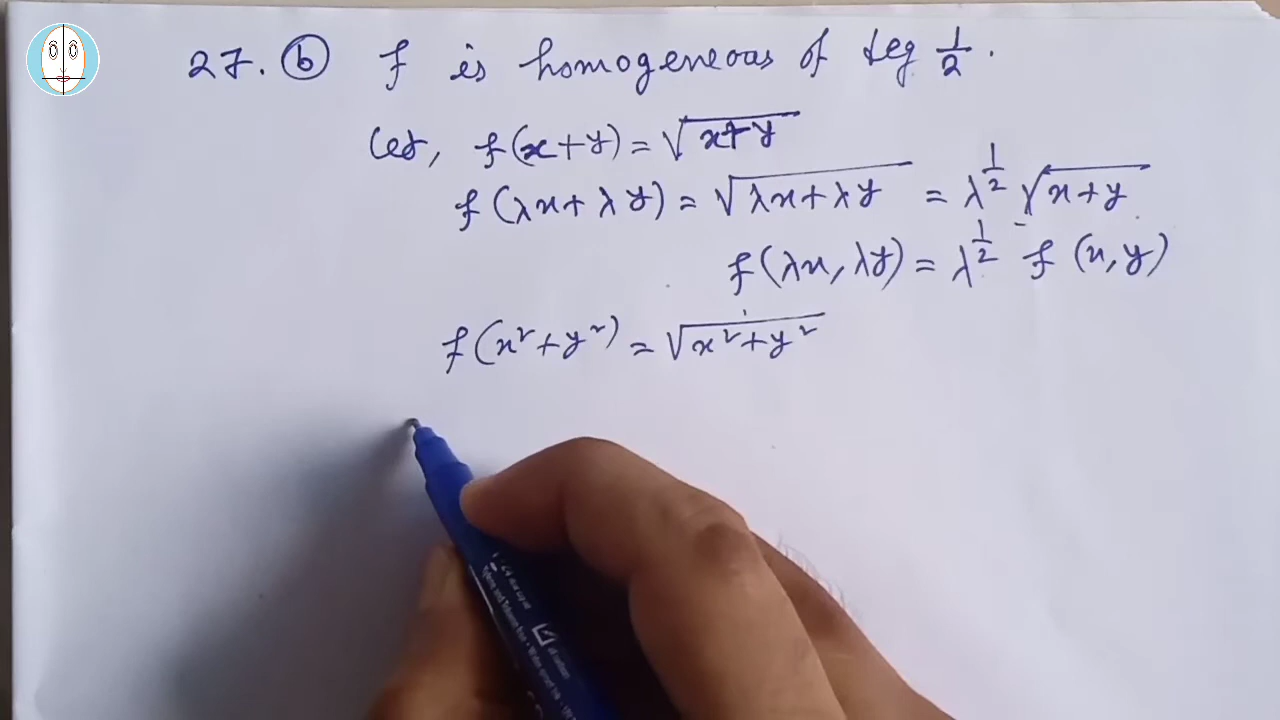 27. ⓑ f is homogeneous of deg 1/2.
Let, f(x+y) = √(x+y)
f(λx+λy) = √(λx+λy) = λ^(1/2) √(x+y)
f(λx, λy) = λ^(1/2) f(x,y)
f(x²+y²) = √(x²+y²)